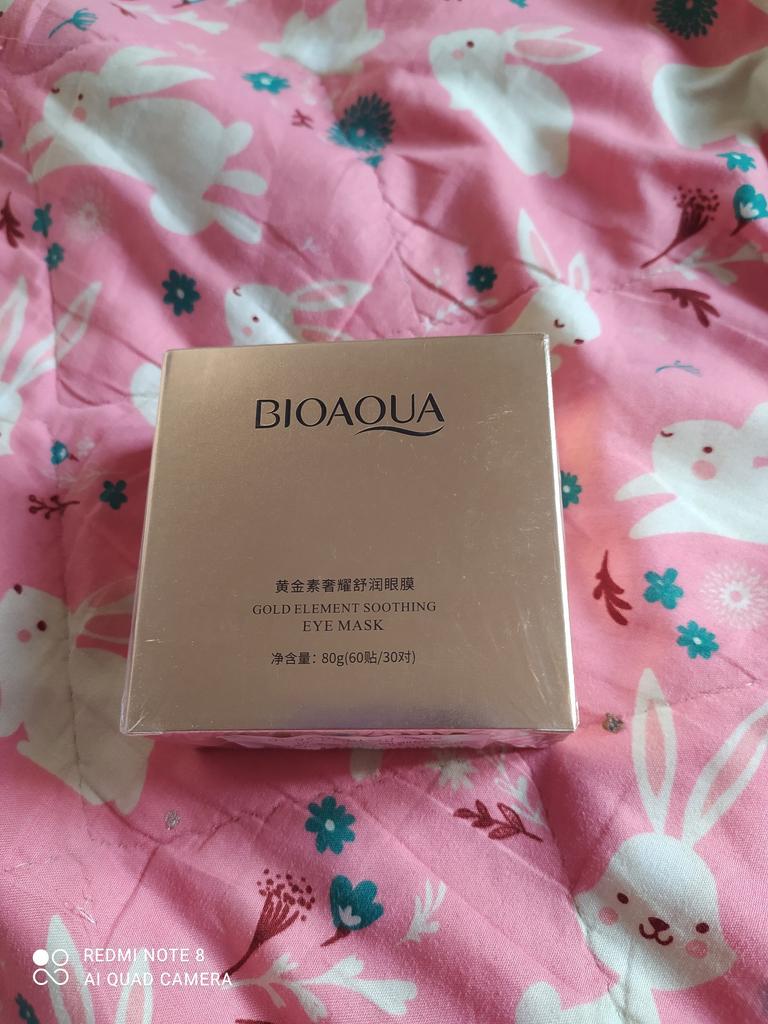 BIOAQUA
黄金素奢耀舒润眼膜
GOLD ELEMENT SOOTHING
EYE MASK
净含量：80g(60贴/30对)
REDMI NOTE 8
AI QUAD CAMERA